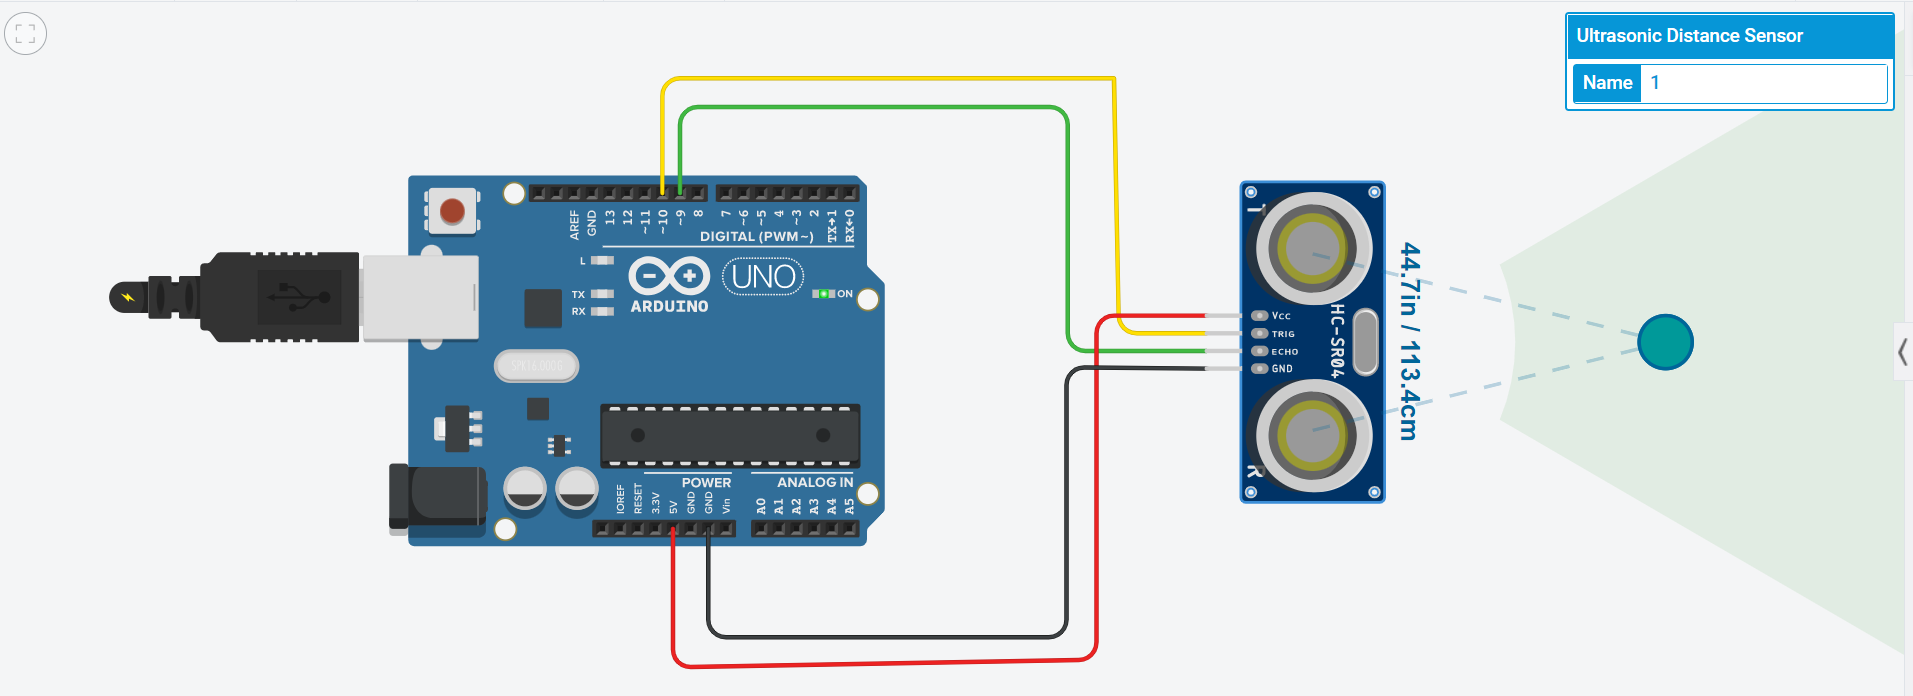 Ultrasonic Distance Sensor
Name 1
AREF
GND
13
12
~11
~10
~9
8
7
~6
~5
4
~3
2
TX→1
RX←0
DIGITAL (PWM~)
L
TX
RX
ARDUINO
UNO
ON
SPK16.000G
POWER
ANALOG IN
IOREF
RESET
3.3V
5V
GND
GND
Vin
A0
A1
A2
A3
A4
A5
T
VCC
TRIG
ECHO
GND
HC-SR04
R
44.7in / 113.4cm